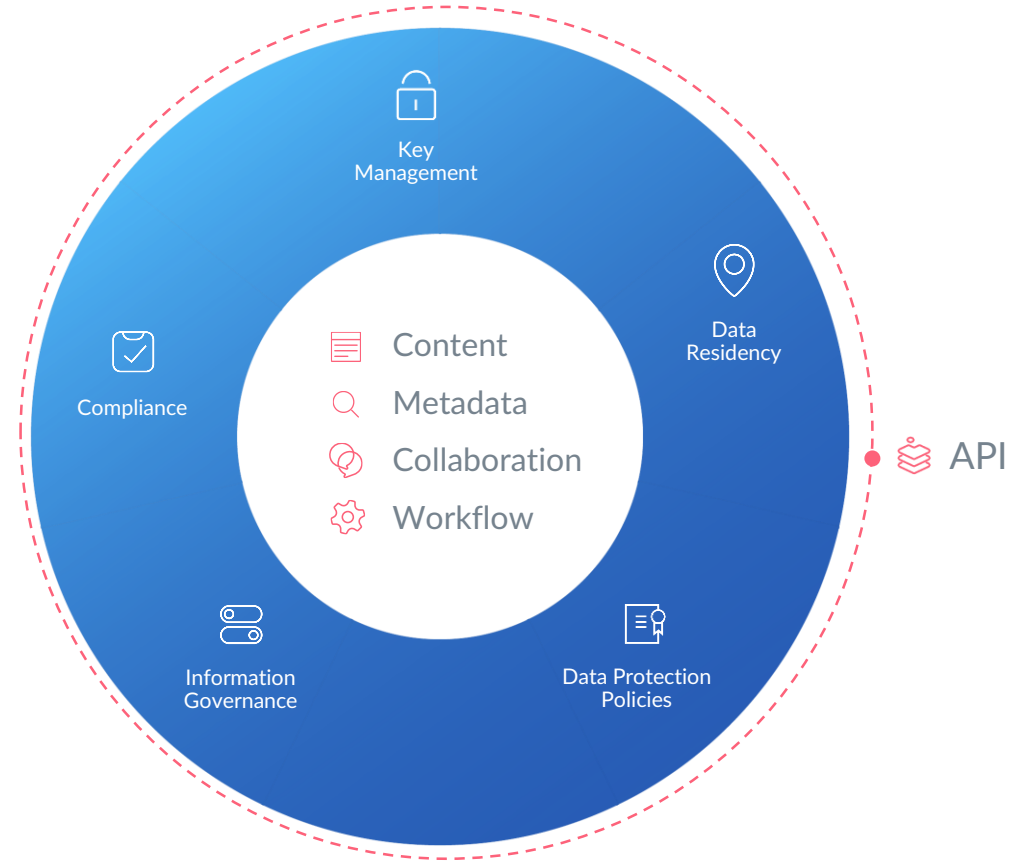 Key
Management
Data
Residency
Compliance
Content
Metadata
Collaboration
Workflow
API
Information
Governance
Data Protection
Policies